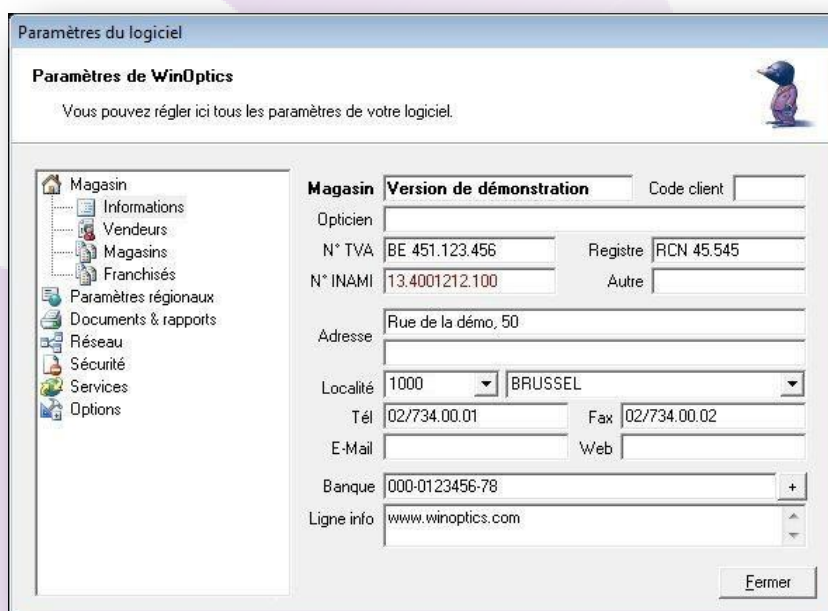 Paramètres du logiciel
Paramètres de WinOptics
Vous pouvez régler ici tous les paramètres de votre logiciel.
Magasin
Informations
Vendeurs
Magasins
Franchisés
Paramètres régionaux
Documents & rapports
Réseau
Sécurité
Services
Options
Magasin Version de démonstration Code client
Opticien
N° TVA BE 451.123.456 Registre RCN 45.545
N° INAMI 13.4001212.100 Autre
Adresse Rue de la démo, 50
Localité 1000 BRUSSEL
Tél 02/734.00.01 Fax 02/734.00.02
E-Mail Web
Banque 000-0123456-78 +
Ligne info www.winoptics.com
Fermer